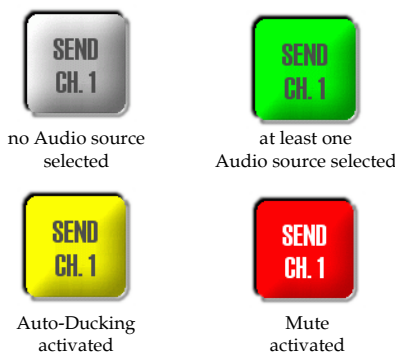 SEND
CH. 1
no Audio source
selected
SEND
CH. 1
at least one
Audio source selected
SEND
CH. 1
Auto-Ducking
activated
SEND
CH. 1
Mute
activated